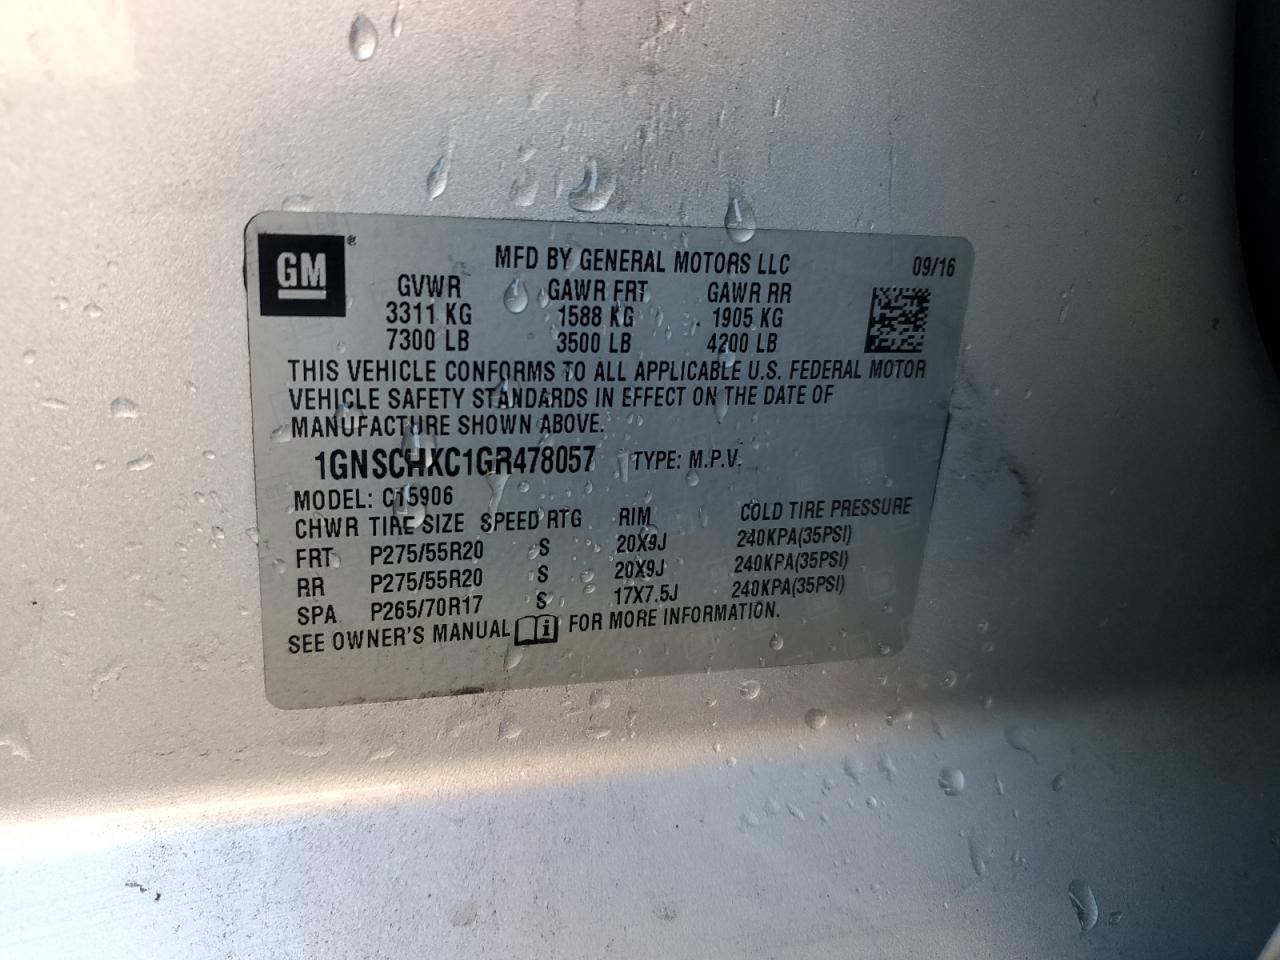 GM ®
MFD BY GENERAL MOTORS LLC 09/16
GVWR GAWR FRT GAWR RR
3311 KG 1588 KG 1905 KG
7300 LB 3500 LB 4200 LB
THIS VEHICLE CONFORMS TO ALL APPLICABLE U.S. FEDERAL MOTOR
VEHICLE SAFETY STANDARDS IN EFFECT ON THE DATE OF
MANUFACTURE SHOWN ABOVE.
1GNSCHKC1GR478057 TYPE: M.P.V.
MODEL: C15906
CHWR TIRE SIZE SPEED RTG RIM COLD TIRE PRESSURE
FRT P275/55R20 S 20X9J 240KPA(35PSI)
RR P275/55R20 S 20X9J 240KPA(35PSI)
SPA P265/70R17 S 17X7.5J 240KPA(35PSI)
SEE OWNER'S MANUAL FOR MORE INFORMATION.